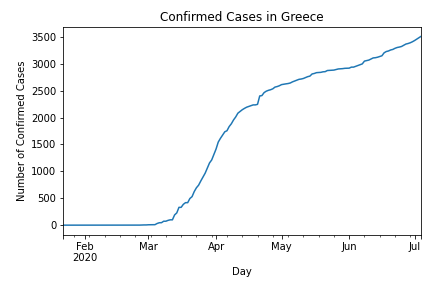 Confirmed Cases in Greece
Number of Confirmed Cases
3500
3000
2500
2000
1500
1000
500
0
Feb Mar Apr May Jun Jul
2020
Day